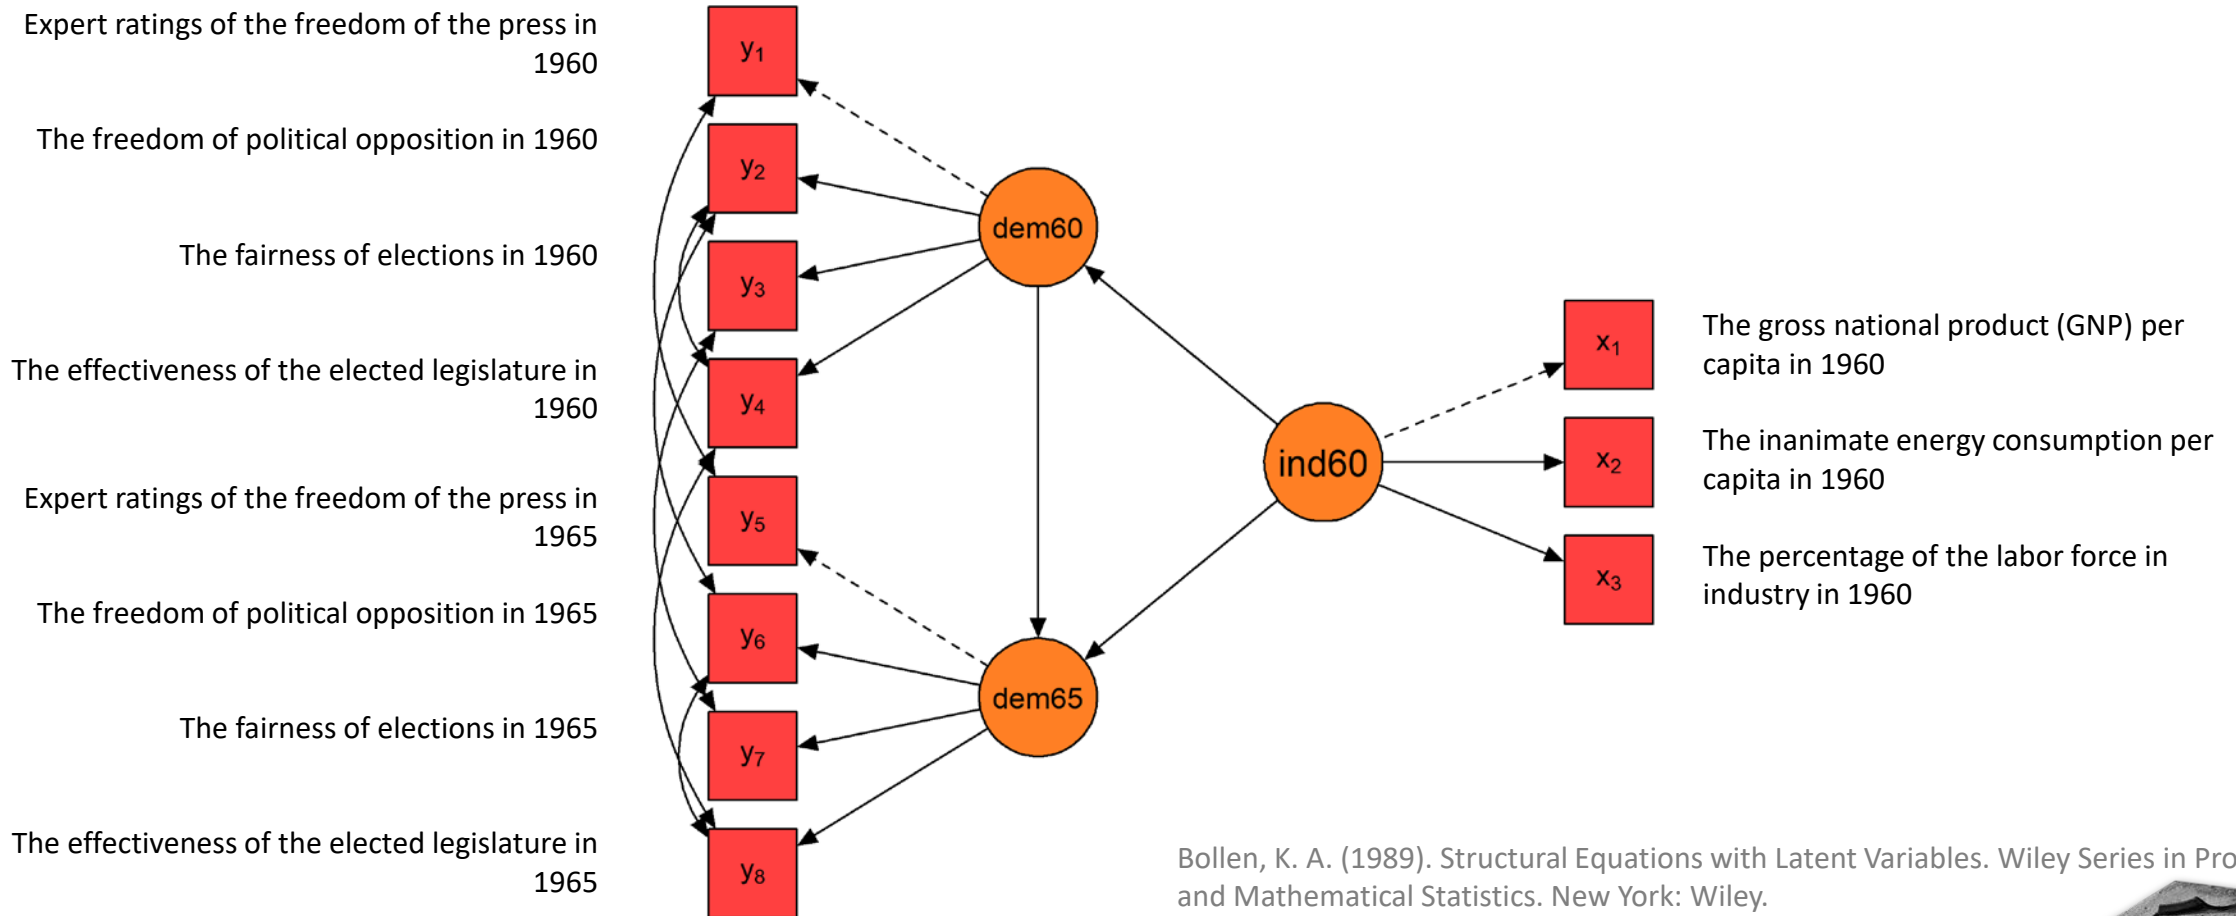 Expert ratings of the freedom of the press in
1960
The freedom of political opposition in 1960
The fairness of elections in 1960
The effectiveness of the elected legislature in
1960
Expert ratings of the freedom of the press in
1965
The freedom of political opposition in 1965
The fairness of elections in 1965
The effectiveness of the elected legislature in
1965
y₁
y₂
y₃
y₄
y₅
y₆
y₇
y₈
dem60
dem65
ind60
x₁
x₂
x₃
The gross national product (GNP) per
capita in 1960
The inanimate energy consumption per
capita in 1960
The percentage of the labor force in
industry in 1960
Bollen, K. A. (1989). Structural Equations with Latent Variables. Wiley Series in Pro
and Mathematical Statistics. New York: Wiley.